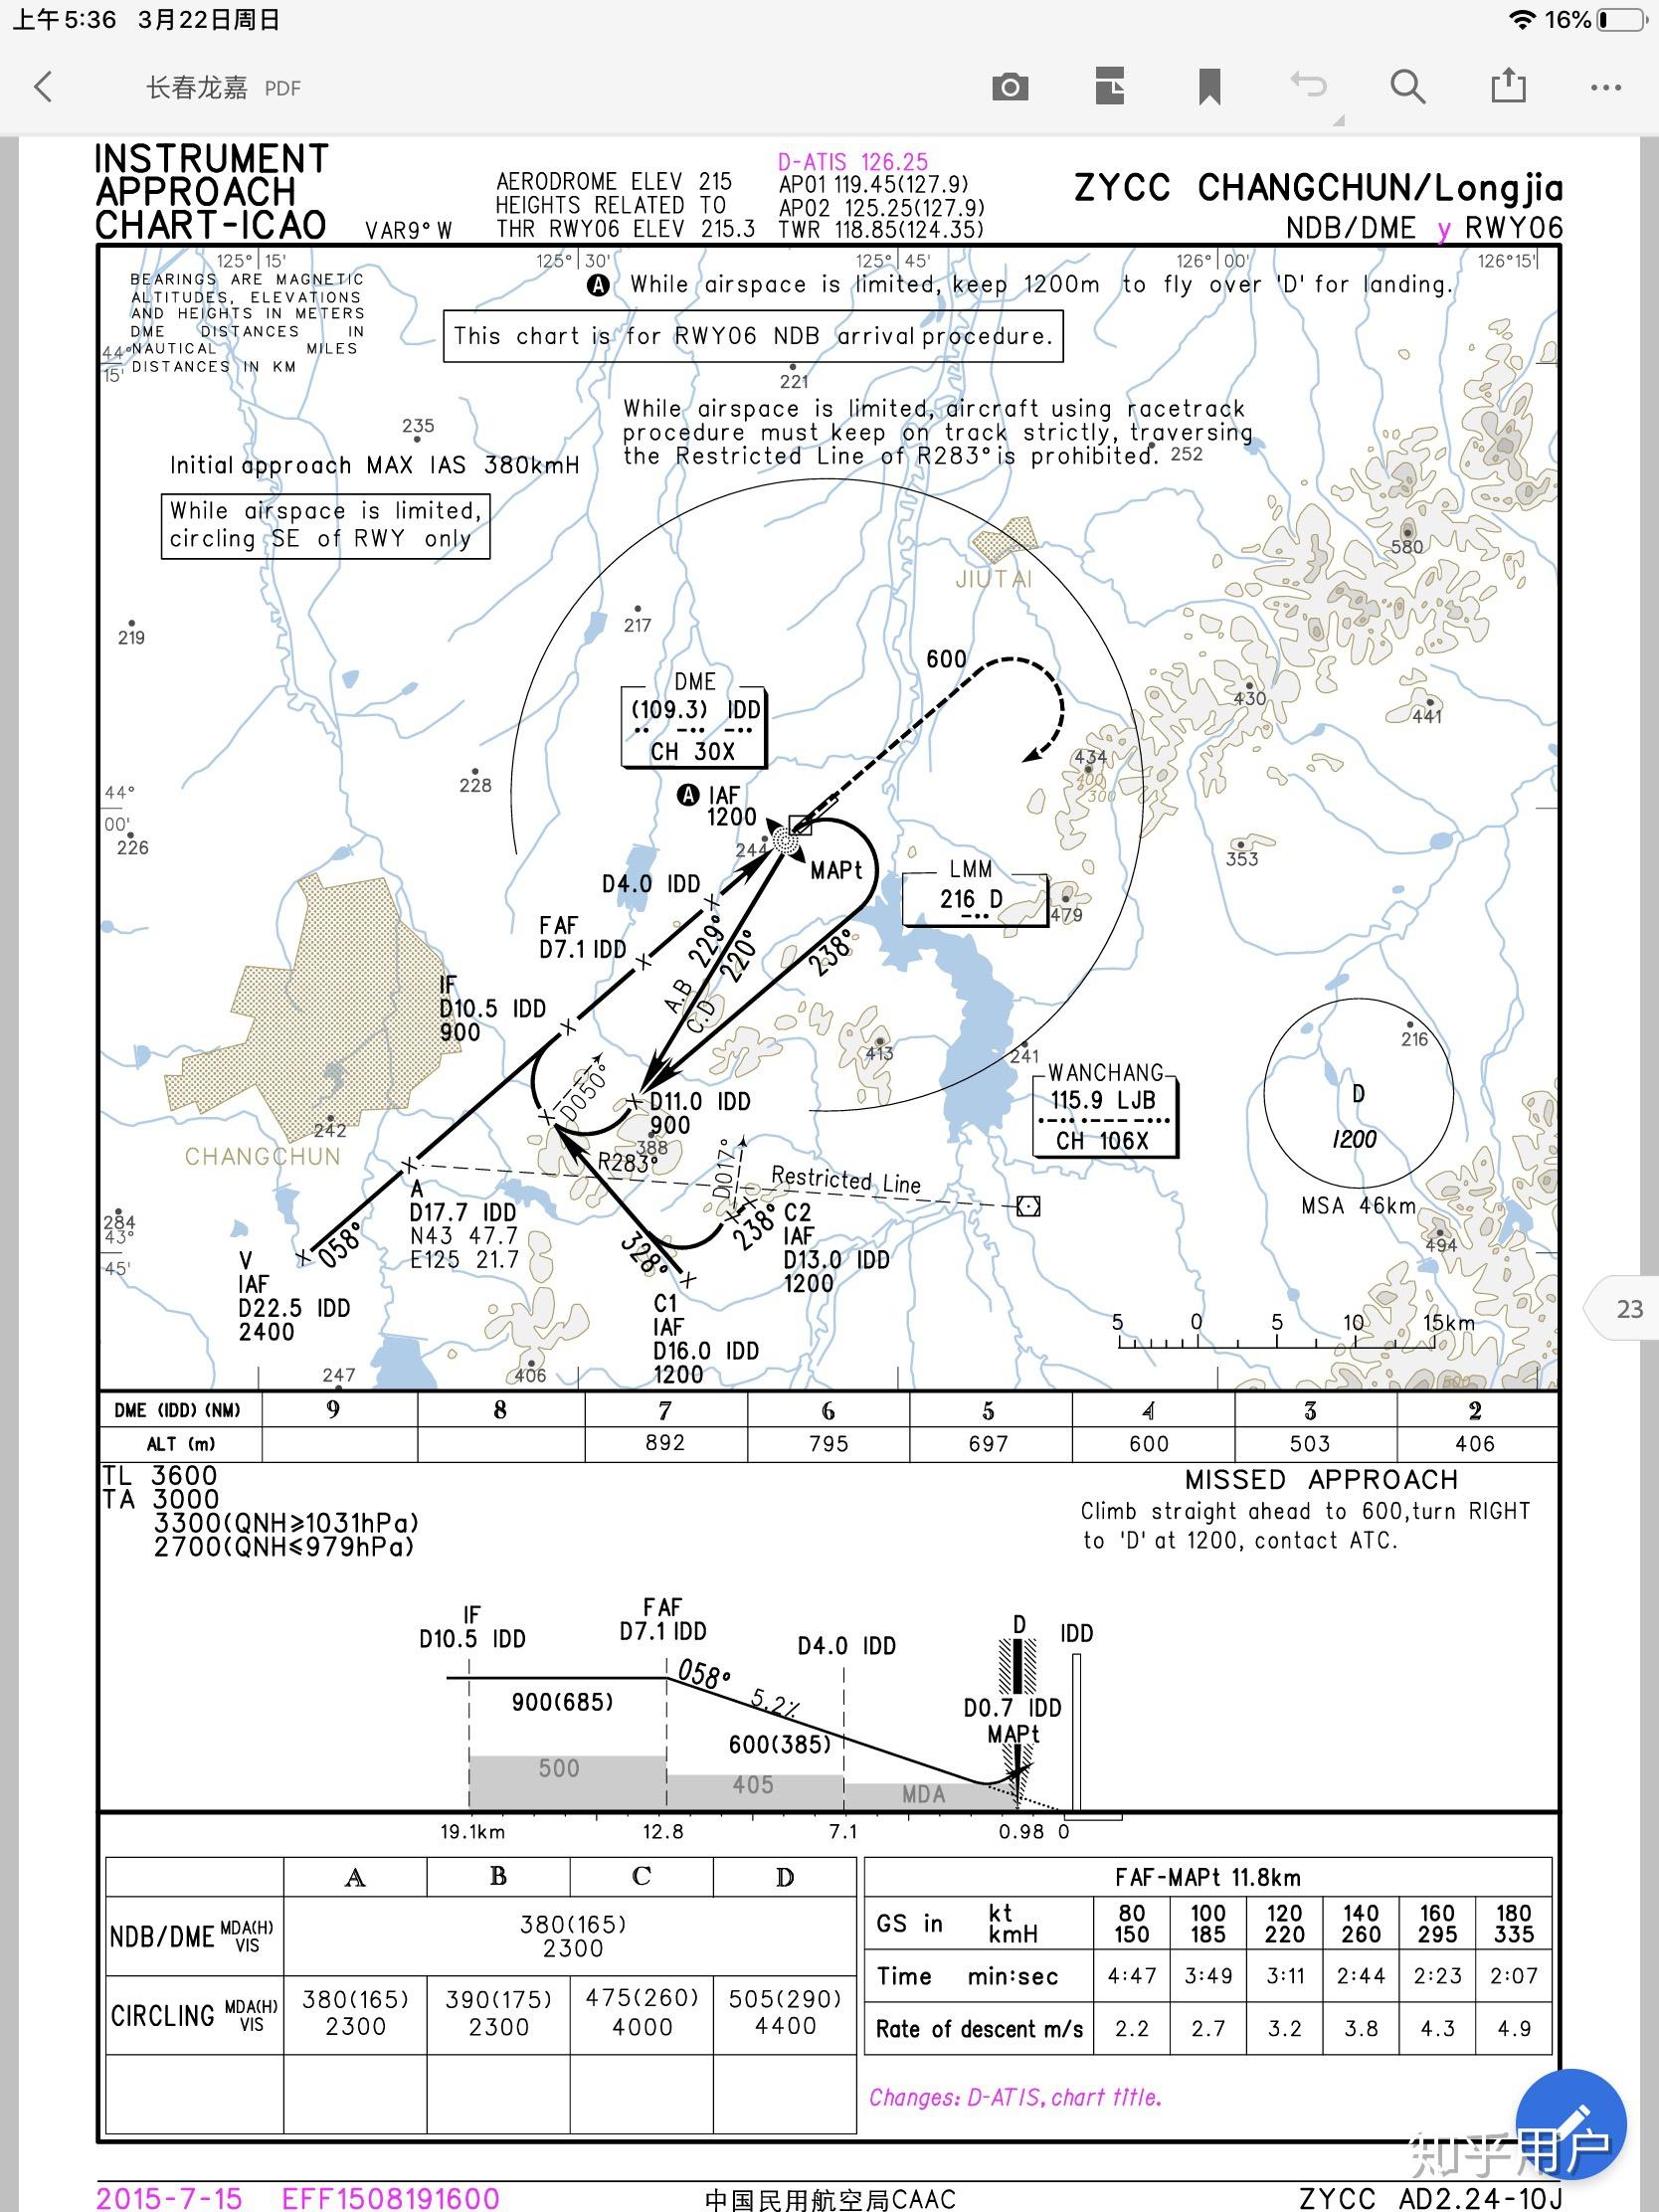 上午5:36 3月22日周日
16%
长春龙嘉 PDF
INSTRUMENT
APPROACH
CHART-ICAO
VAR9° W
AERODROME ELEV 215
HEIGHTS RELATED TO
THR RWY06 ELEV 215.3
D-ATIS 126.25
AP01 119.45(127.9)
AP02 125.25(127.9)
TWR 118.85(124.35)
ZYCC CHANGCHUN/Longjia
NDB/DME y RWY06
125° 15'
125° 30'
125° 45'
126° 00'
126° 15'
BEARINGS ARE MAGNETIC
ALTITUDES, ELEVATIONS
AND HEIGHTS IN METERS
DME DISTANCES IN
NAUTICAL MILES
DISTANCES IN KM
44°
15'
A While airspace is limited, keep 1200m to fly over 'D' for landing.
This chart is for RWY06 NDB arrival procedure.
221
235
While airspace is limited, aircraft using racetrack
procedure must keep on track strictly, traversing
the Restricted Line of R283° is prohibited.
252
Initial approach MAX IAS 380kmH
While airspace is limited,
circling SE of RWY only
580
JIUTAI
219
217
600
430
441
DME
(109.3) IDD
CH 30X
434
400
300
228
44°
00'
226
A IAF
1200
244
MAPt
353
D4.0 IDD
LMM
216 D
479
FAF
D7.1 IDD
229°
220°
238°
A.B
C.D
IF
D10.5 IDD
900
413
241
216
D
1200
MSA 46km
WANCHANG
115.9 LJB
CH 106X
D050°
D11.0 IDD
900
388
242
CHANGCHUN
R283°
D017°
Restricted Line
A
D17.7 IDD
N43 47.7
E125 21.7
284
43°
45'
058°
328°
238°
C2
IAF
D13.0 IDD
1200
494
V
IAF
D22.5 IDD
2400
C1
IAF
D16.0 IDD
1200
5 0 5 10 15km
23
247
406
500
DME (IDD) (NM) 9 8 7 6 5 4 3 2
ALT (m) 892 795 697 600 503 406
TL 3600
TA 3000
3300(QNH≥1031hPa)
2700(QNH≤979hPa)
MISSED APPROACH
Climb straight ahead to 600,turn RIGHT
to 'D' at 1200, contact ATC.
IF
D10.5 IDD
FAF
D7.1 IDD
D4.0 IDD
D
IDD
058°
5.2%
900(685)
600(385)
D0.7 IDD
MAPt
500
405
MDA
19.1km 12.8 7.1 0.98 0
A B C D
NDB/DME MDA(H) VIS
380(165)
2300
CIRCLING MDA(H) VIS
380(165) 390(175) 475(260) 505(290)
2300 2300 4000 4400
FAF-MAPt 11.8km
GS in kt 80 100 120 140 160 180
kmH 150 185 220 260 295 335
Time min:sec 4:47 3:49 3:11 2:44 2:23 2:07
Rate of descent m/s 2.2 2.7 3.2 3.8 4.3 4.9
Changes: D-ATIS, chart title.
知乎用户
2015-7-15 EFF1508191600
中国民用航空局CAAC
ZYCC AD2.24-10J